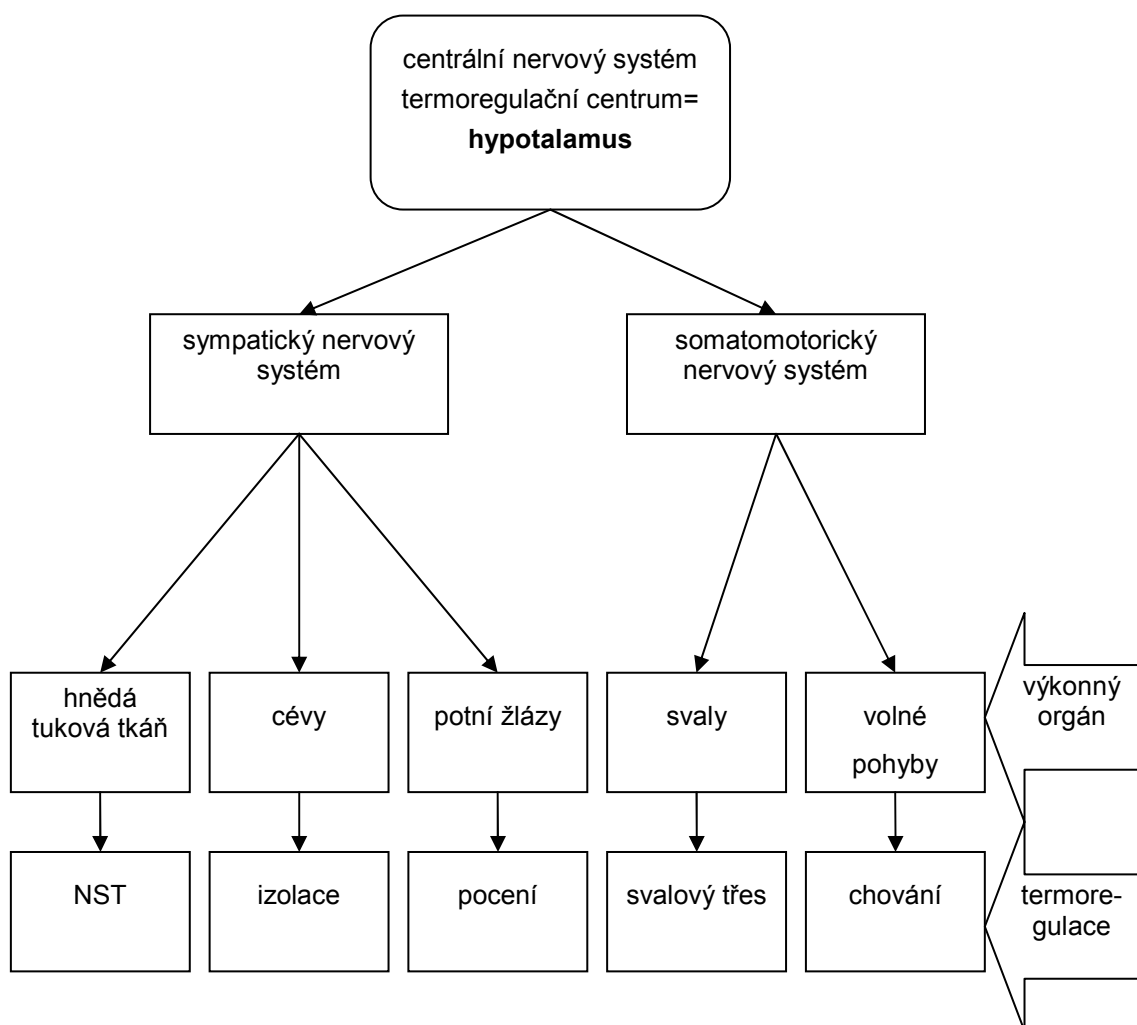 centrální nervový systém
termoregulační centrum=
hypotalamus
sympatický nervový
systém
somatomotorický
nervový systém
hnědá
tuková tkáň
cévy
potní žlázy
svaly
volné
pohyby
výkonný
orgán
NST
izolace
pocení
svalový třes
chování
termore-
gulace